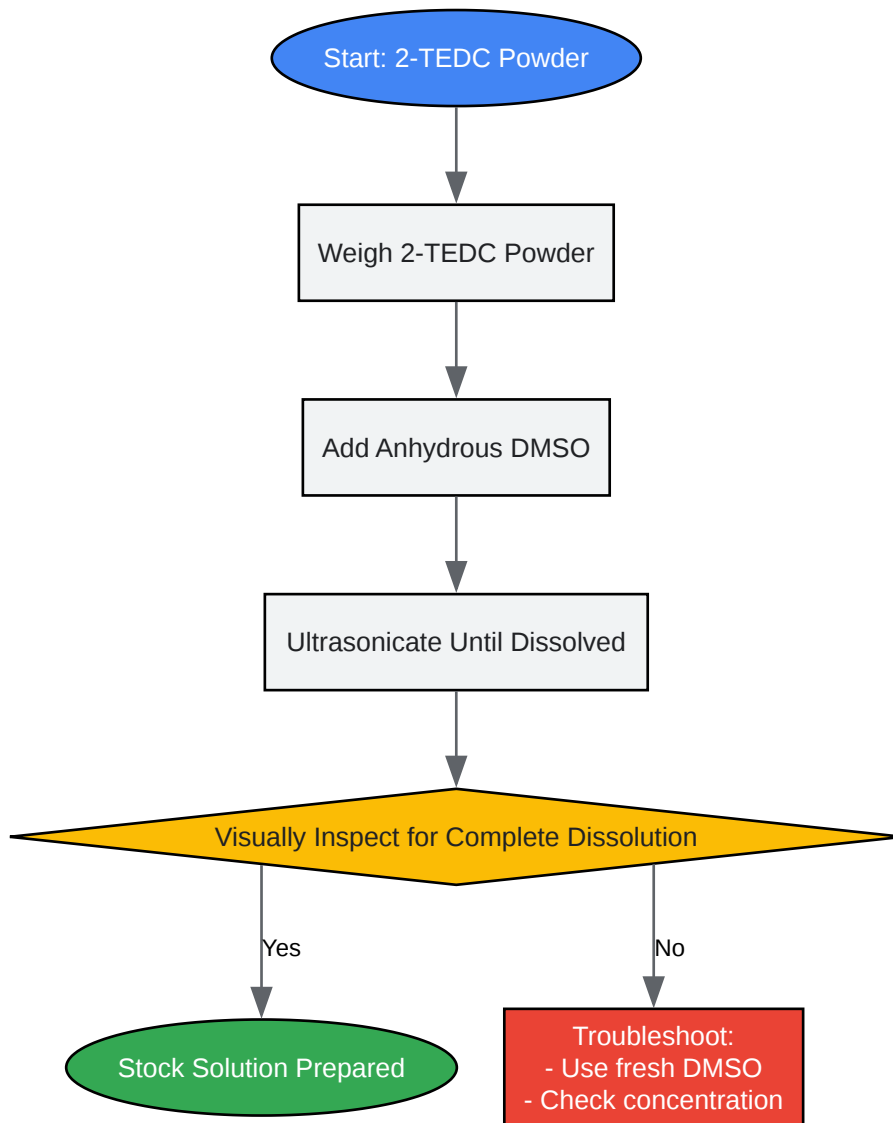 Start: 2-TEDC Powder
Weigh 2-TEDC Powder
Add Anhydrous DMSO
Ultrasonicate Until Dissolved
Visually Inspect for Complete Dissolution
Yes
No
Stock Solution Prepared
Troubleshoot:
- Use fresh DMSO
- Check concentration